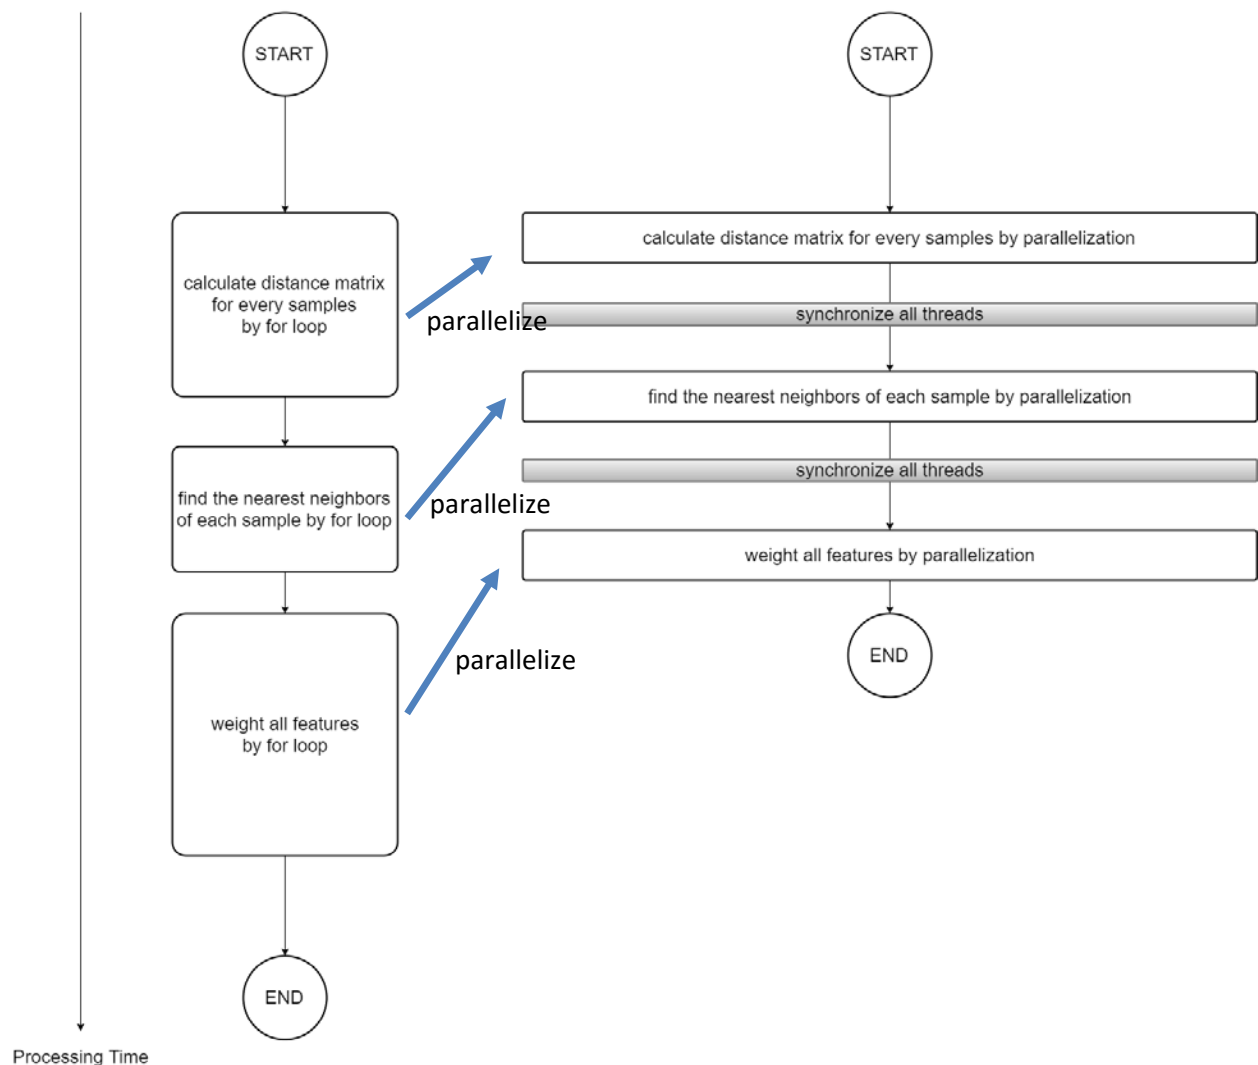 START
calculate distance matrix
for every samples
by for loop
find the nearest neighbors
of each sample by for loop
weight all features
by for loop
END
parallelize
parallelize
parallelize
START
calculate distance matrix for every samples by parallelization
synchronize all threads
find the nearest neighbors of each sample by parallelization
synchronize all threads
weight all features by parallelization
END
Processing Time